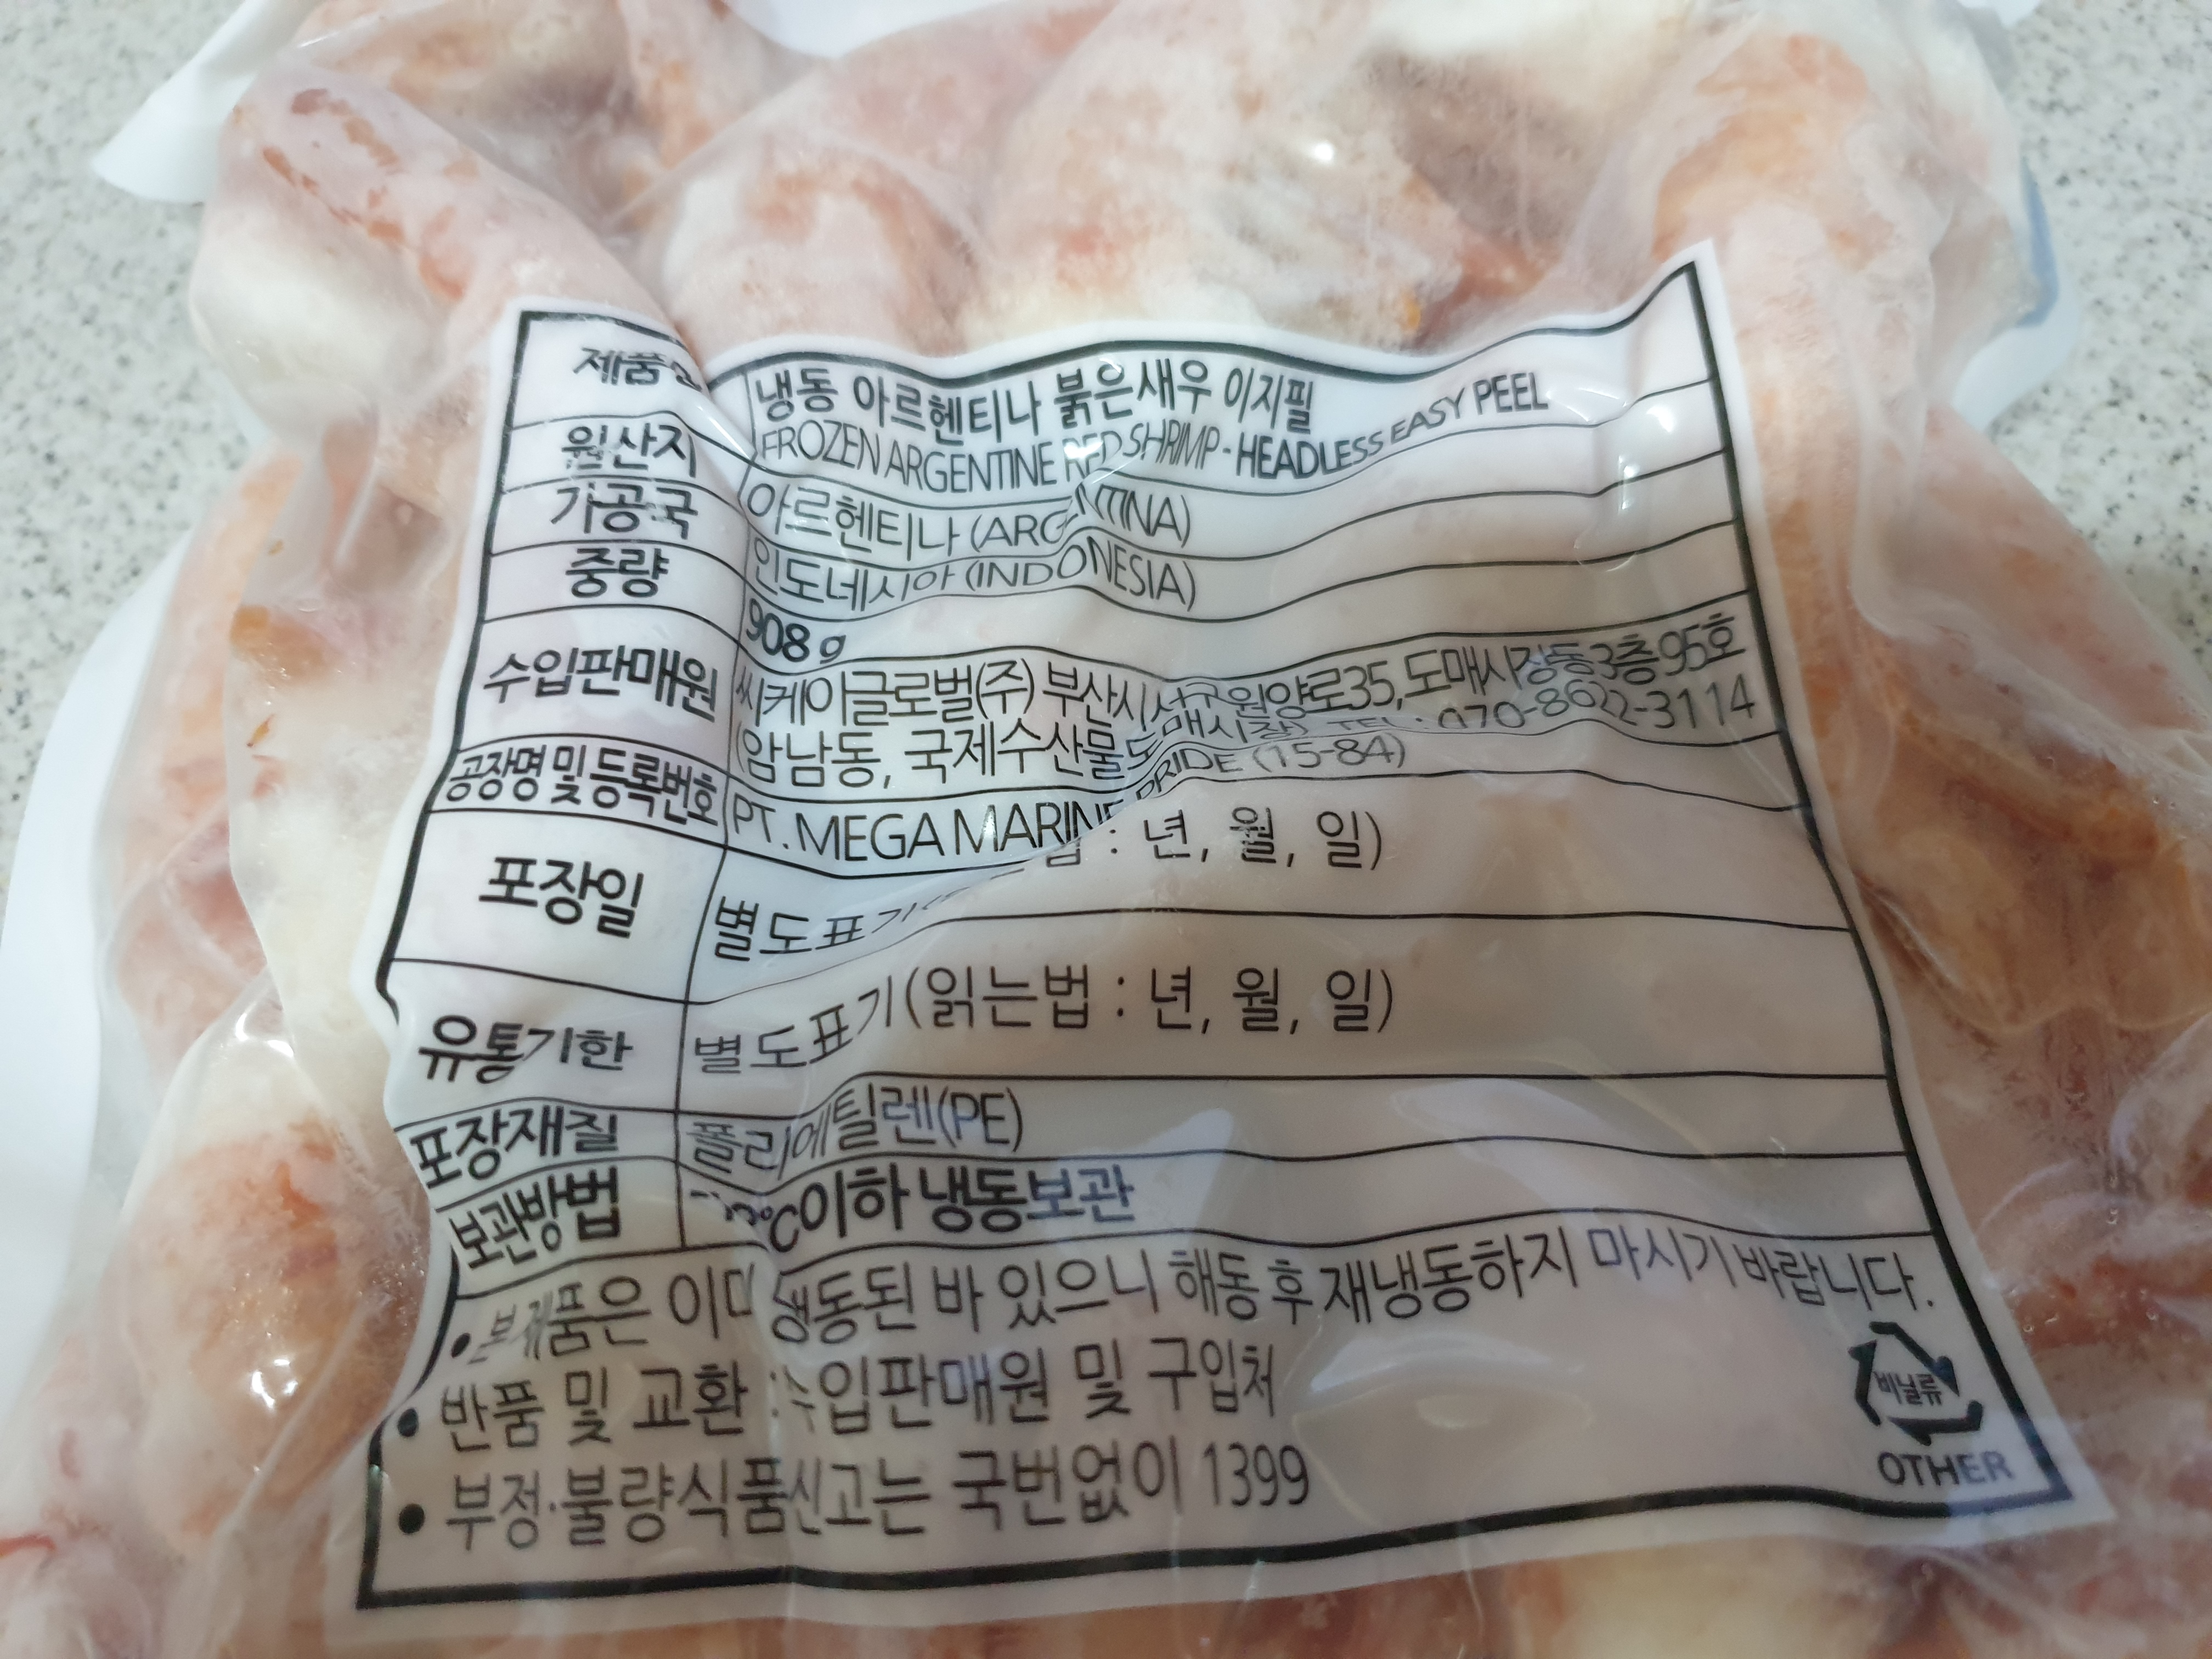 제품명
냉동 아르헨티나 붉은새우 이지필
FROZEN ARGENTINE RED SHRIMP - HEADLESS EASY PEEL
원산지 아르헨티나 (ARGENTINA)
가공국 인도네시아 (INDONESIA)
중량 908 g
수입판매원 씨케이글로벌(주) 부산시서구원양로35, 도매시장동3층95호
(암남동, 국제수산물도매시장) TEL : 070-8622-3114
공장명 및 등록번호 PT. MEGA MARINE PRIDE (15-84)
포장일 별도표기 : 년, 월, 일)
유통기한 별도표기(읽는법 : 년, 월, 일)
포장재질 폴리에틸렌(PE)
보관방법 ℃이하 냉동보관
• 본제품은 이미 냉동된 바 있으니 해동 후 재냉동하지 마시기 바랍니다.
• 반품 및 교환 : 수입판매원 및 구입처
• 부정·불량식품신고는 국번없이 1399
비닐류
OTHER